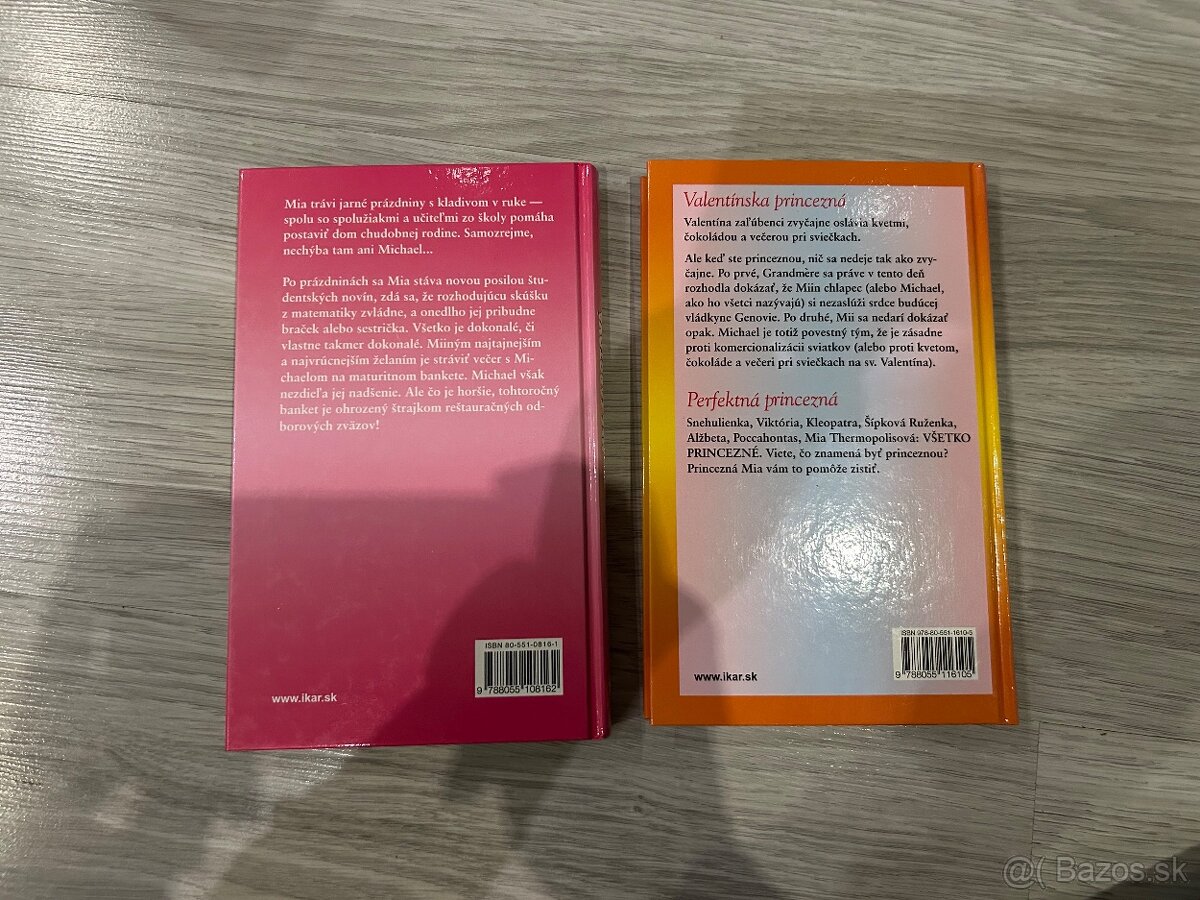 Mia trávi jarné prázdniny s kladivom v ruke —
spolu so spolužiakmi a učiteľmi zo školy pomáha
postaviť dom chudobnej rodine. Samozrejme,
nechýba tam ani Michael...
Po prázdninách sa Mia stáva novou posilou štu-
dentských novín, zdá sa, že rozhodujúcu skúšku
z matematiky zvládne, a onedlho jej pribudne
braček alebo sestrička. Všetko je dokonalé, či
vlastne takmer dokonalé. Miiným najtajnejším
a najvrúcnejším želaním je stráviť večer s Mi-
chaelom na maturitnom bankete. Michael však
nezdieľa jej nadšenie. Ale čo je horšie, tohtoročný
banket je ohrozený štrajkom reštauračných od-
borových zväzov!
ISBN 80-551-0816-1
9 788055 108162
www.ikar.sk
Valentínska princezná
Valentína zaľúbenci zvyčajne oslávia kvetmi,
čokoládou a večerou pri sviečkach.
Ale keď ste princeznou, nič sa nedeje tak ako zvy-
čajne. Po prvé, Grandmère sa práve v tento deň
rozhodla dokázať, že Miin chlapec (alebo Michael,
ako ho všetci nazývajú) si nezaslúži srdce budúcej
vládkyne Genovie. Po druhé, Mii sa nedarí dokázať
opak. Michael je totiž povestný tým, že je zásadne
proti komercionalizácii sviatkov (alebo proti kvetom,
čokoláde a večeri pri sviečkach na sv. Valentína).
Perfektná princezná
Snehulienka, Viktória, Kleopatra, Šípková Ruženka,
Alžbeta, Poccahontas, Mia Thermopolisová: VŠETKO
PRINCEZNÉ. Viete, čo znamená byť princeznou?
Princezná Mia vám to pomôže zistiť.
ISBN 978-80-551-1610-5
9 788055 116105
www.ikar.sk
@( Bazos.sk